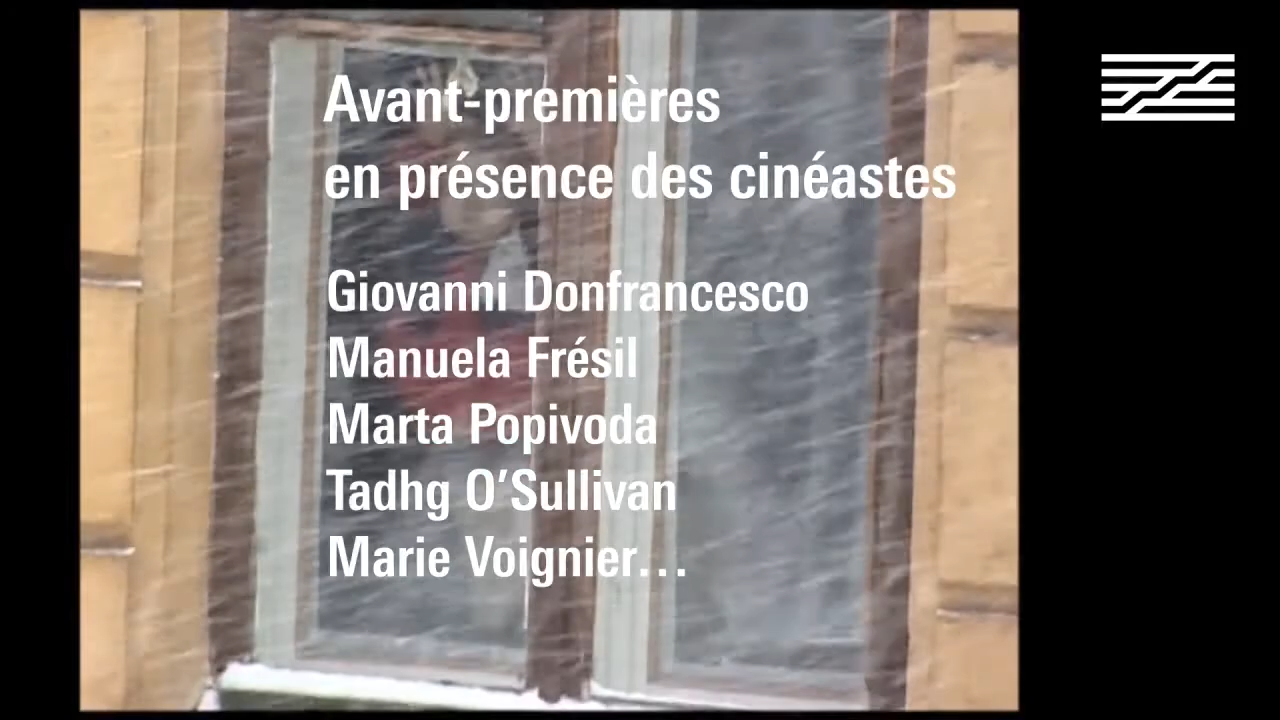 Avant-premières
en présence des cinéastes
Giovanni Donfrancesco
Manuela Frésil
Marta Popivoda
Tadhg O’Sullivan
Marie Voignier...